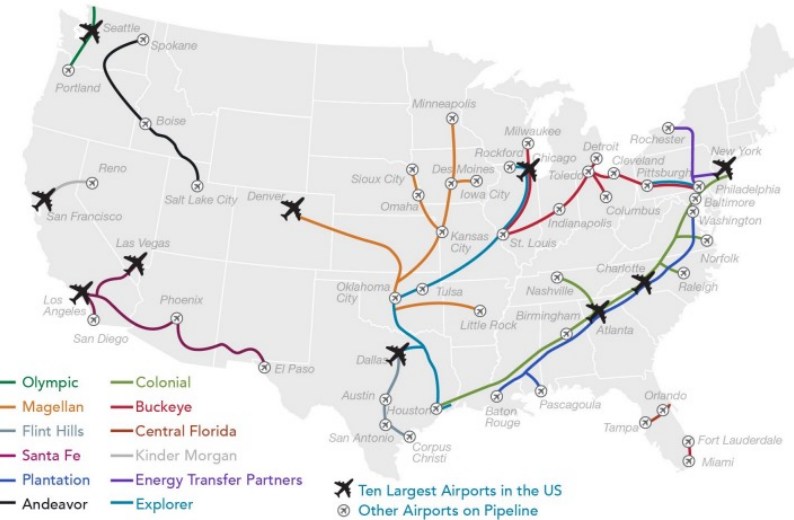 Seattle
Spokane
Portland
Minneapolis
Boise
Milwaukee
Rochester
Rockford
Chicago
Detroit
Cleveland
New York
Toledo
Pittsburgh
Reno
Sioux City
Des Moines
Salt Lake City
Denver
Iowa City
Philadelphia
Omaha
Columbus
Baltimore
San Francisco
Indianapolis
Washington
Kansas
City
St. Louis
Las Vegas
Norfolk
Charlotte
Oklahoma
City
Tulsa
Nashville
Raleigh
Los
Angeles
Phoenix
Birmingham
Little Rock
Atlanta
San Diego
Dallas
El Paso
Austin
Houston
Baton
Rouge
Pascagoula
Orlando
San Antonio
Corpus
Christi
Tampa
Fort Lauderdale
Miami
Olympic
Colonial
Magellan
Buckeye
Flint Hills
Central Florida
Santa Fe
Kinder Morgan
Plantation
Energy Transfer Partners
Andeavor
Explorer
Ten Largest Airports in the US
Other Airports on Pipeline